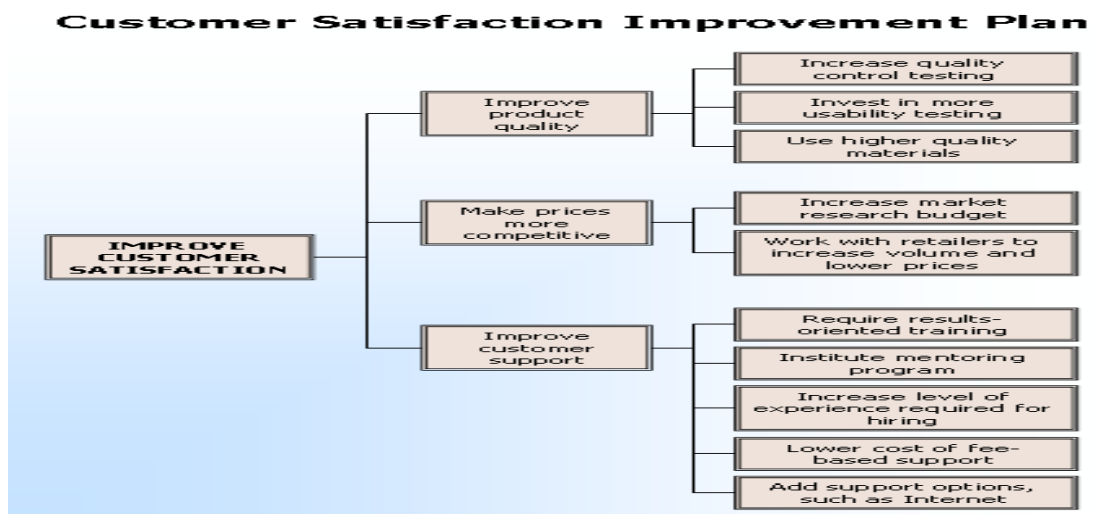 Customer Satisfaction Improvement Plan
IMPROVE
CUSTOMER
SATISFACTION
Improve
product
quality
Increase quality
control testing
Invest in more
usability testing
Use higher quality
materials
Make prices
more
competitive
Increase market
research budget
Work with retailers to
increase volume and
lower prices
Improve
customer
support
Require results-
oriented training
Institute mentoring
program
Increase level of
experience required for
hiring
Lower cost of fee-
based support
Add support options,
such as Internet